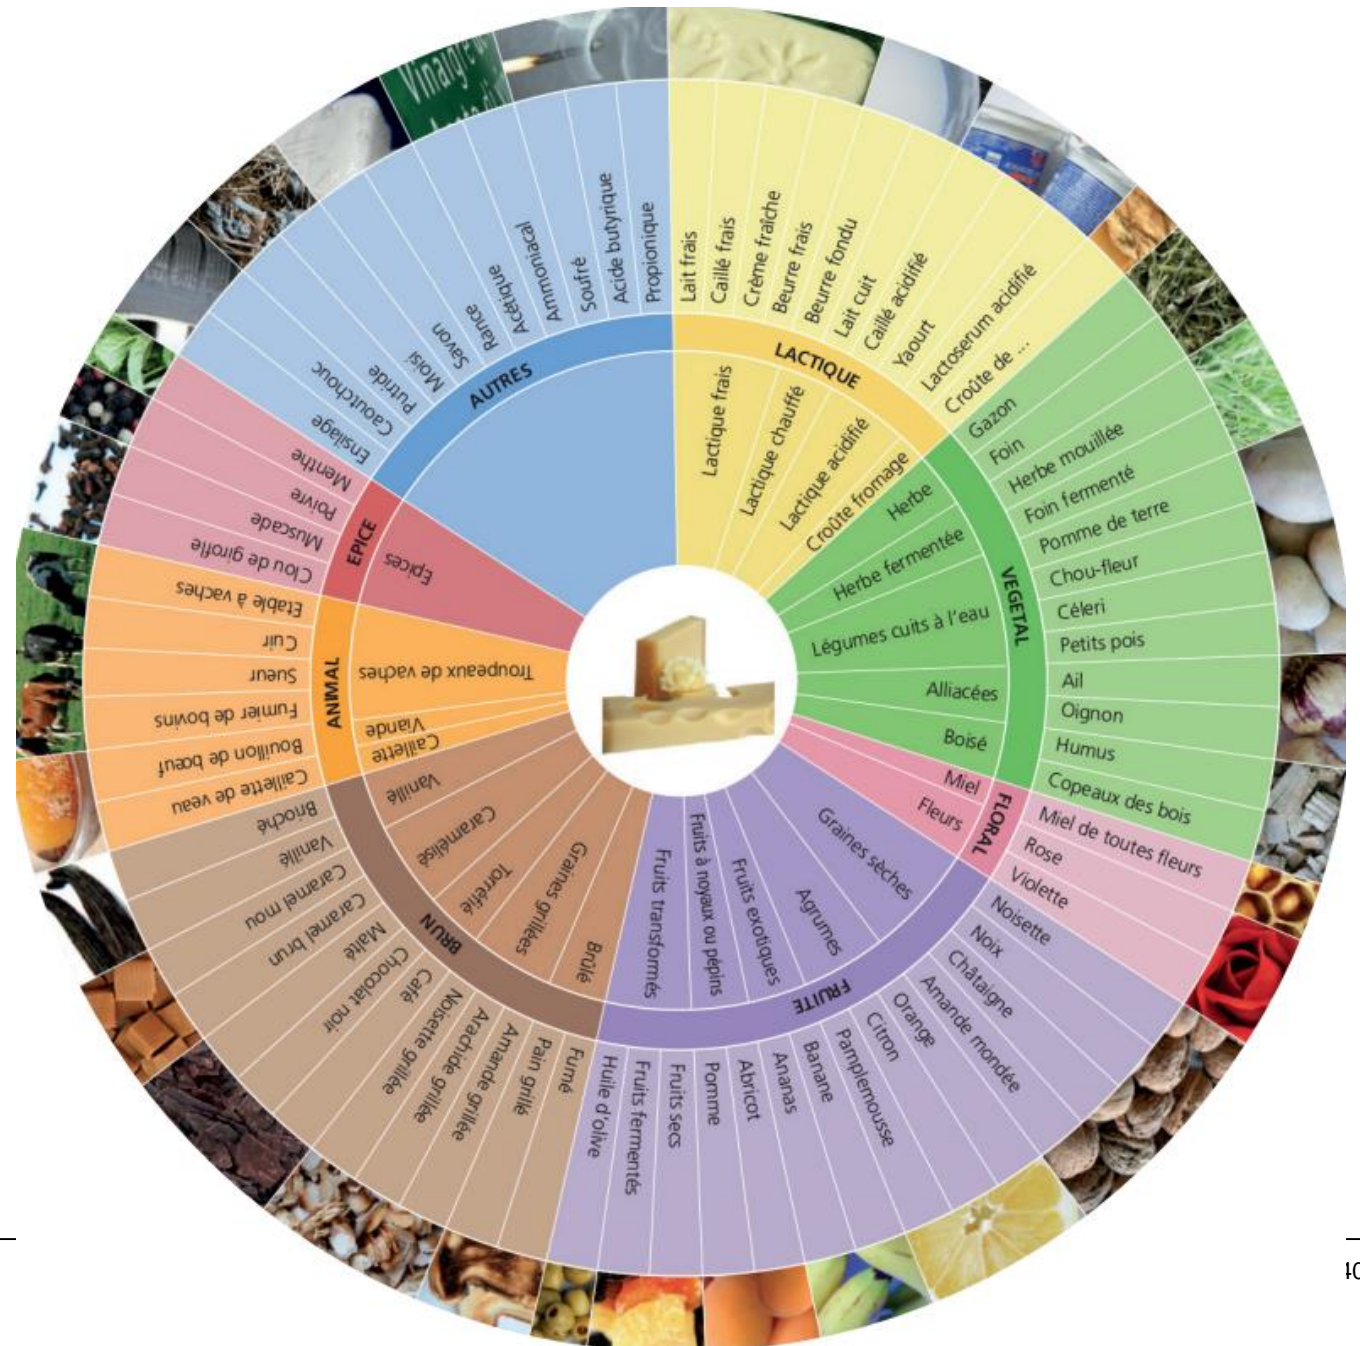 Vinaigre
LACTIQUE
Lactique frais
Lactique chauffé
Lactique acidifié
Croûte fromage
Lait frais
Caillé frais
Crème fraîche
Beurre frais
Beurre fondu
Lait cuit
Caillé acidifié
Yaourt
Lactoserum acidifié
Croûte de ...
VEGETAL
Herbe
Herbe fermentée
Légumes cuits à l'eau
Alliacées
Boisé
Gazon
Foin
Herbe mouillée
Foin fermenté
Pomme de terre
Chou-fleur
Céleri
Petits pois
Ail
Oignon
Humus
Copeaux des bois
FLORAL
Miel
Fleurs
Miel de toutes fleurs
Rose
Violette
FRUITE
Graines sèches
Agrumes
Fruits exotiques
Fruits à noyaux ou pépins
Fruits transformés
Noisette
Noix
Châtaigne
Amande mondée
Orange
Citron
Pamplemousse
Banane
Ananas
Abricot
Pomme
Fruits secs
Fruits fermentés
Huile d'olive
BRUN
Brûlé
Graines grillées
Torréfié
Caramélisé
Vanillé
Fumé
Pain grillé
Amande grillée
Arachide grillée
Noisette grillée
Café
Chocolat noir
Malté
Caramel brun
Caramel mou
Vanillé
Brioché
ANIMAL
Caillette
Viande
Troupeaux de vaches
Caillette de veau
Bouillon de bœuf
Fumier de bovins
Sueur
Cuir
Etable à vaches
EPICE
Epices
Clou de girofle
Muscade
Poivre
Menthe
AUTRES
Ensilage
Caoutchouc
Putride
Moisi
Savon
Rance
Acétique
Ammoniacal
Soufré
Acide butyrique
Propionique